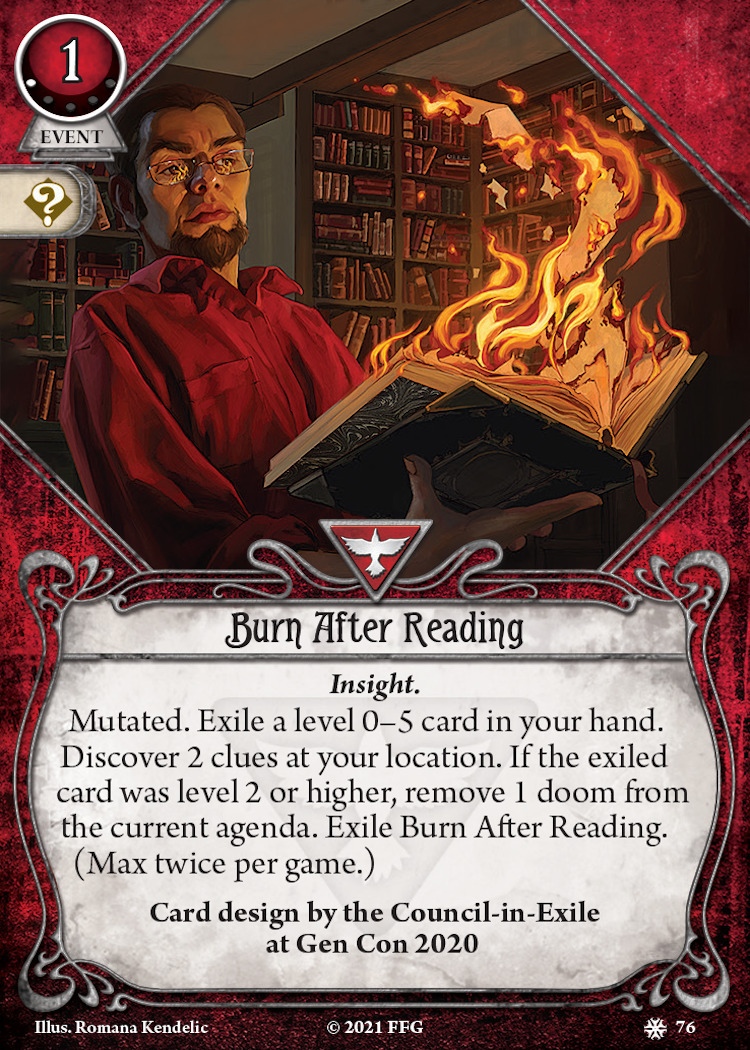 1
EVENT
?
Burn After Reading
Insight.
Mutated. Exile a level 0–5 card in your hand.
Discover 2 clues at your location. If the exiled
card was level 2 or higher, remove 1 doom from
the current agenda. Exile Burn After Reading.
(Max twice per game.)
Card design by the Council-in-Exile
at Gen Con 2020
Illus. Romana Kendelic © 2021 FFG 76